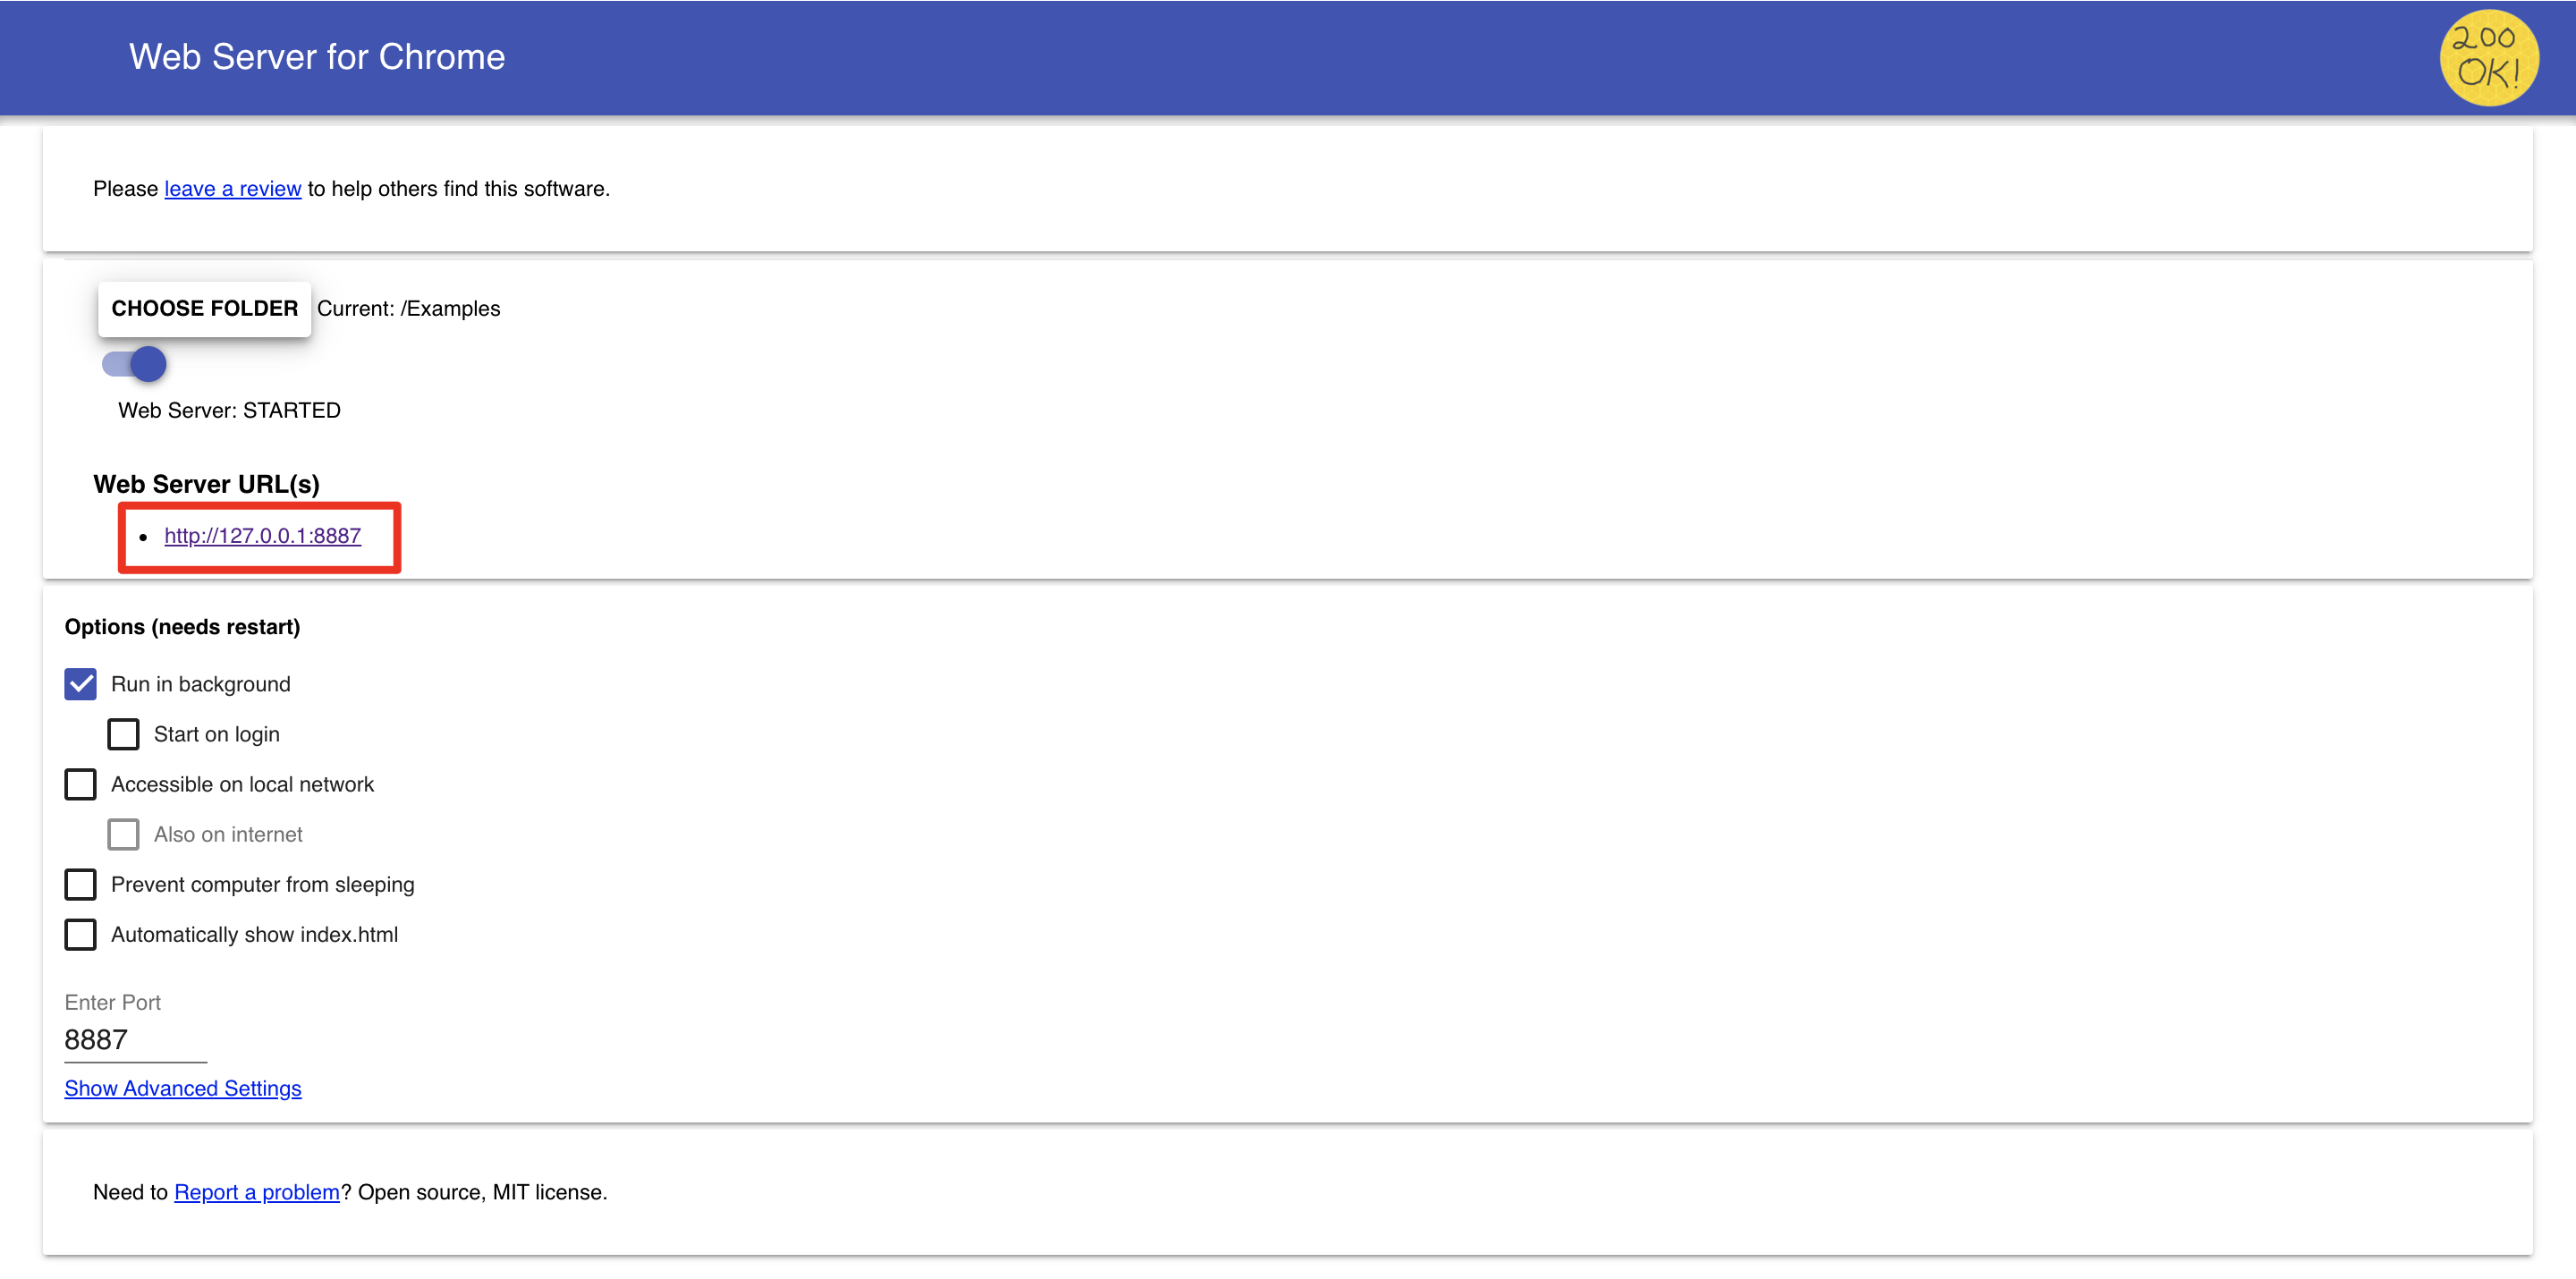 Web Server for Chrome
200
OK!
Please leave a review to help others find this software.
CHOOSE FOLDER Current: /Examples
Web Server: STARTED
Web Server URL(s)
• http://127.0.0.1:8887
Options (needs restart)
Run in background
Start on login
Accessible on local network
Also on internet
Prevent computer from sleeping
Automatically show index.html
Enter Port
8887
Show Advanced Settings
Need to Report a problem? Open source, MIT license.